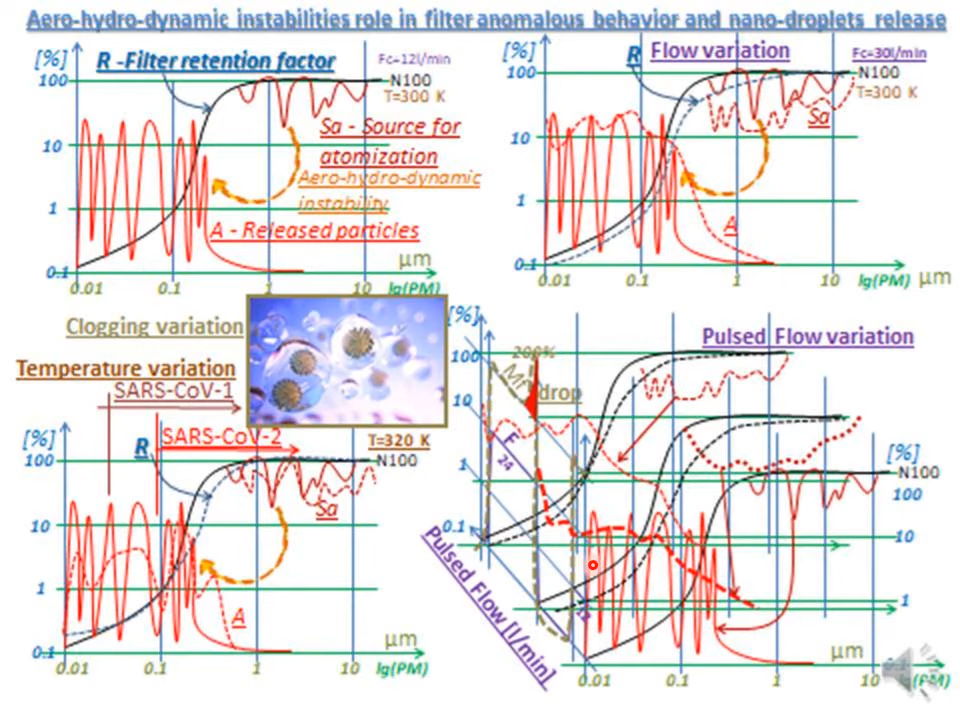 Aero-hydro-dynamic instabilities role in filter anomalous behavior and nano-droplets release
[%]
R -Filter retention factor
Fc=12l/min
100
N100
T=300 K
Sa - Source for
atomization
10
Aero-hydro-dynamic
instability
1
A - Released particles
μm
0.1
0.01 0.1 1 10 lg(PM)
[%]
R
Flow variation
Fc=30l/min
100
N100
T=300 K
Sa
10
1
A
0.1
0.01 0.1 1 10 lg(PM) μm
Clogging variation
Temperature variation
SARS-CoV-1
[%]
R
SARS-CoV-2
T=320 K
100
N100
Sa
10
1
A
μm
0.1
0.01 0.1 1 10 lg(PM)
[%]
Pulsed Flow variation
100
200%
drop
10
1
24
0.1
12
[%]
N100
100
10
1
Pulsed Flow [l/min]
μm
0.01 0.1 1 10 lg(PM)